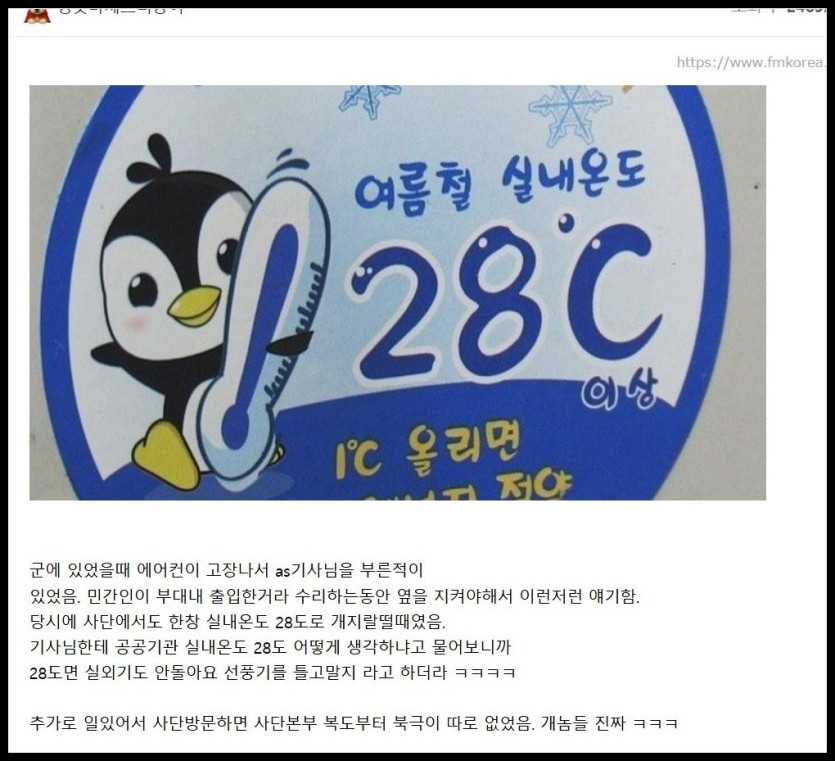 https://www.fmkorea.
여름철 실내온도
28℃
이상
1℃ 올리면
절약
군에 있었을때 에어컨이 고장나서 as기사님을 부른적이
있었음. 민간인이 부대내 출입한거라 수리하는동안 옆을 지켜야해서 이런저런 얘기함.
당시에 사단에서도 한창 실내온도 28도로 개지랄떨때였음.
기사님한테 공공기관 실내온도 28도 어떻게 생각하냐고 물어보니까
28도면 실외기도 안돌아요 선풍기를 틀고말지 라고 하더라 ㅋㅋㅋㅋ
추가로 일있어서 사단방문하면 사단본부 복도부터 북극이 따로 없었음. 개놈들 진짜 ㅋㅋㅋ